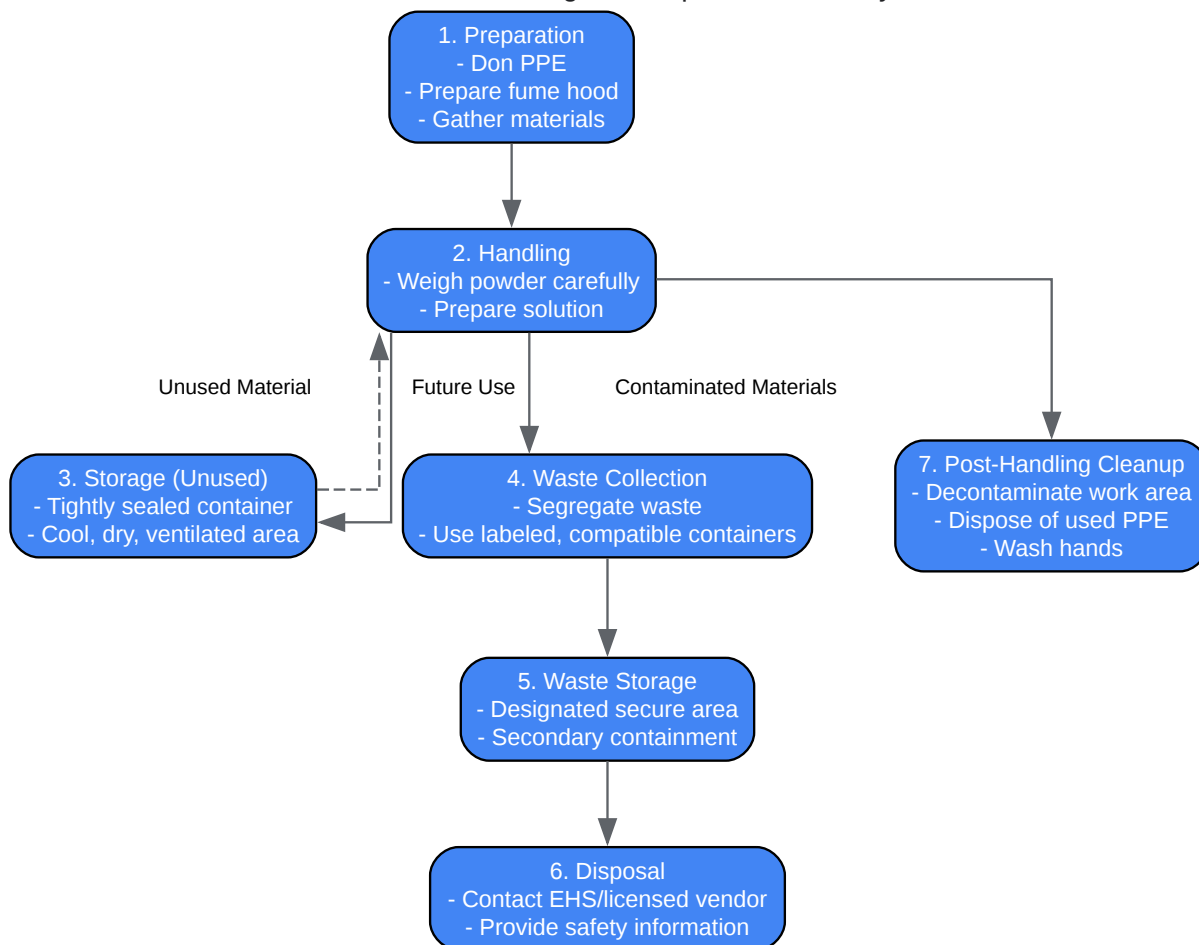 1. Preparation
- Don PPE
- Prepare fume hood
- Gather materials
2. Handling
- Weigh powder carefully
- Prepare solution
Unused Material
Future Use
Contaminated Materials
3. Storage (Unused)
- Tightly sealed container
- Cool, dry, ventilated area
4. Waste Collection
- Segregate waste
- Use labeled, compatible containers
7. Post-Handling Cleanup
- Decontaminate work area
- Dispose of used PPE
- Wash hands
5. Waste Storage
- Designated secure area
- Secondary containment
6. Disposal
- Contact EHS/licensed vendor
- Provide safety information